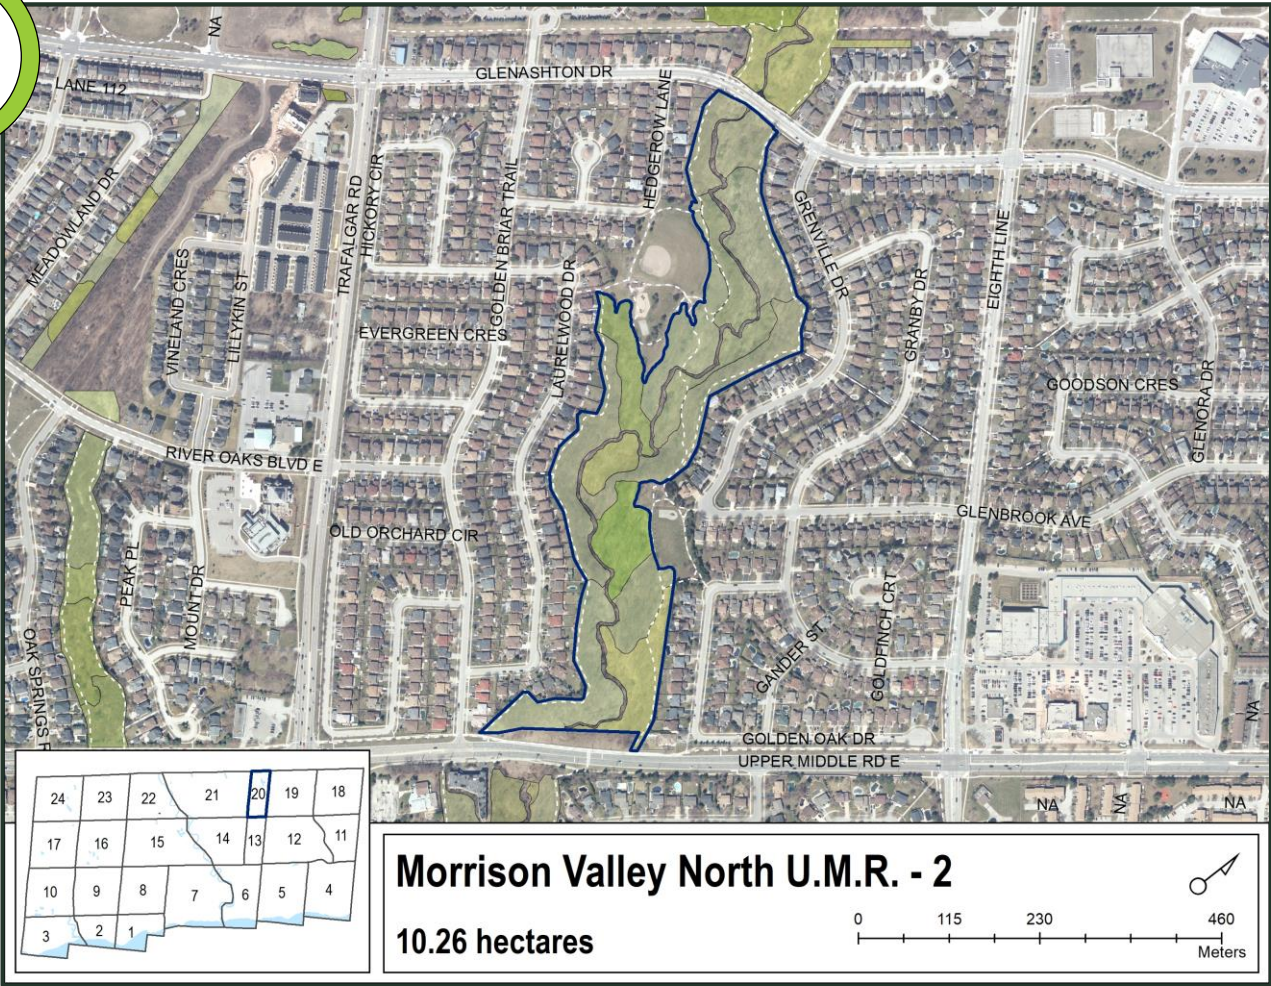 NA
GLENASHTON DR
LANE 112
HEDGEROW LANE
MEADOWLAND DR
TRAFALGAR RD
HICKORY CIR
GOLDEN BRIAR TRAIL
GRENVILLE DR
EIGHTH LINE
VINELAND CRES
LILLYKIN ST
LAURELWOOD DR
GRANBY DR
EVERGREEN CRES
GOODSON CRES
GLENORA DR
RIVER OAKS BLVD E
GLENBROOK AVE
OLD ORCHARD CIR
PEAK PL
MOUNT DR
GOLDFINCH CRT
GANDER ST
OAK SPRINGS R
NA
GOLDEN OAK DR
UPPER MIDDLE RD E
NA
NA
NA
24 23 22 21 20 19 18
17 16 15 14 13 12 11
10 9 8 7 6 5 4
3 2 1
Morrison Valley North U.M.R. - 2
10.26 hectares
0 115 230 460
Meters